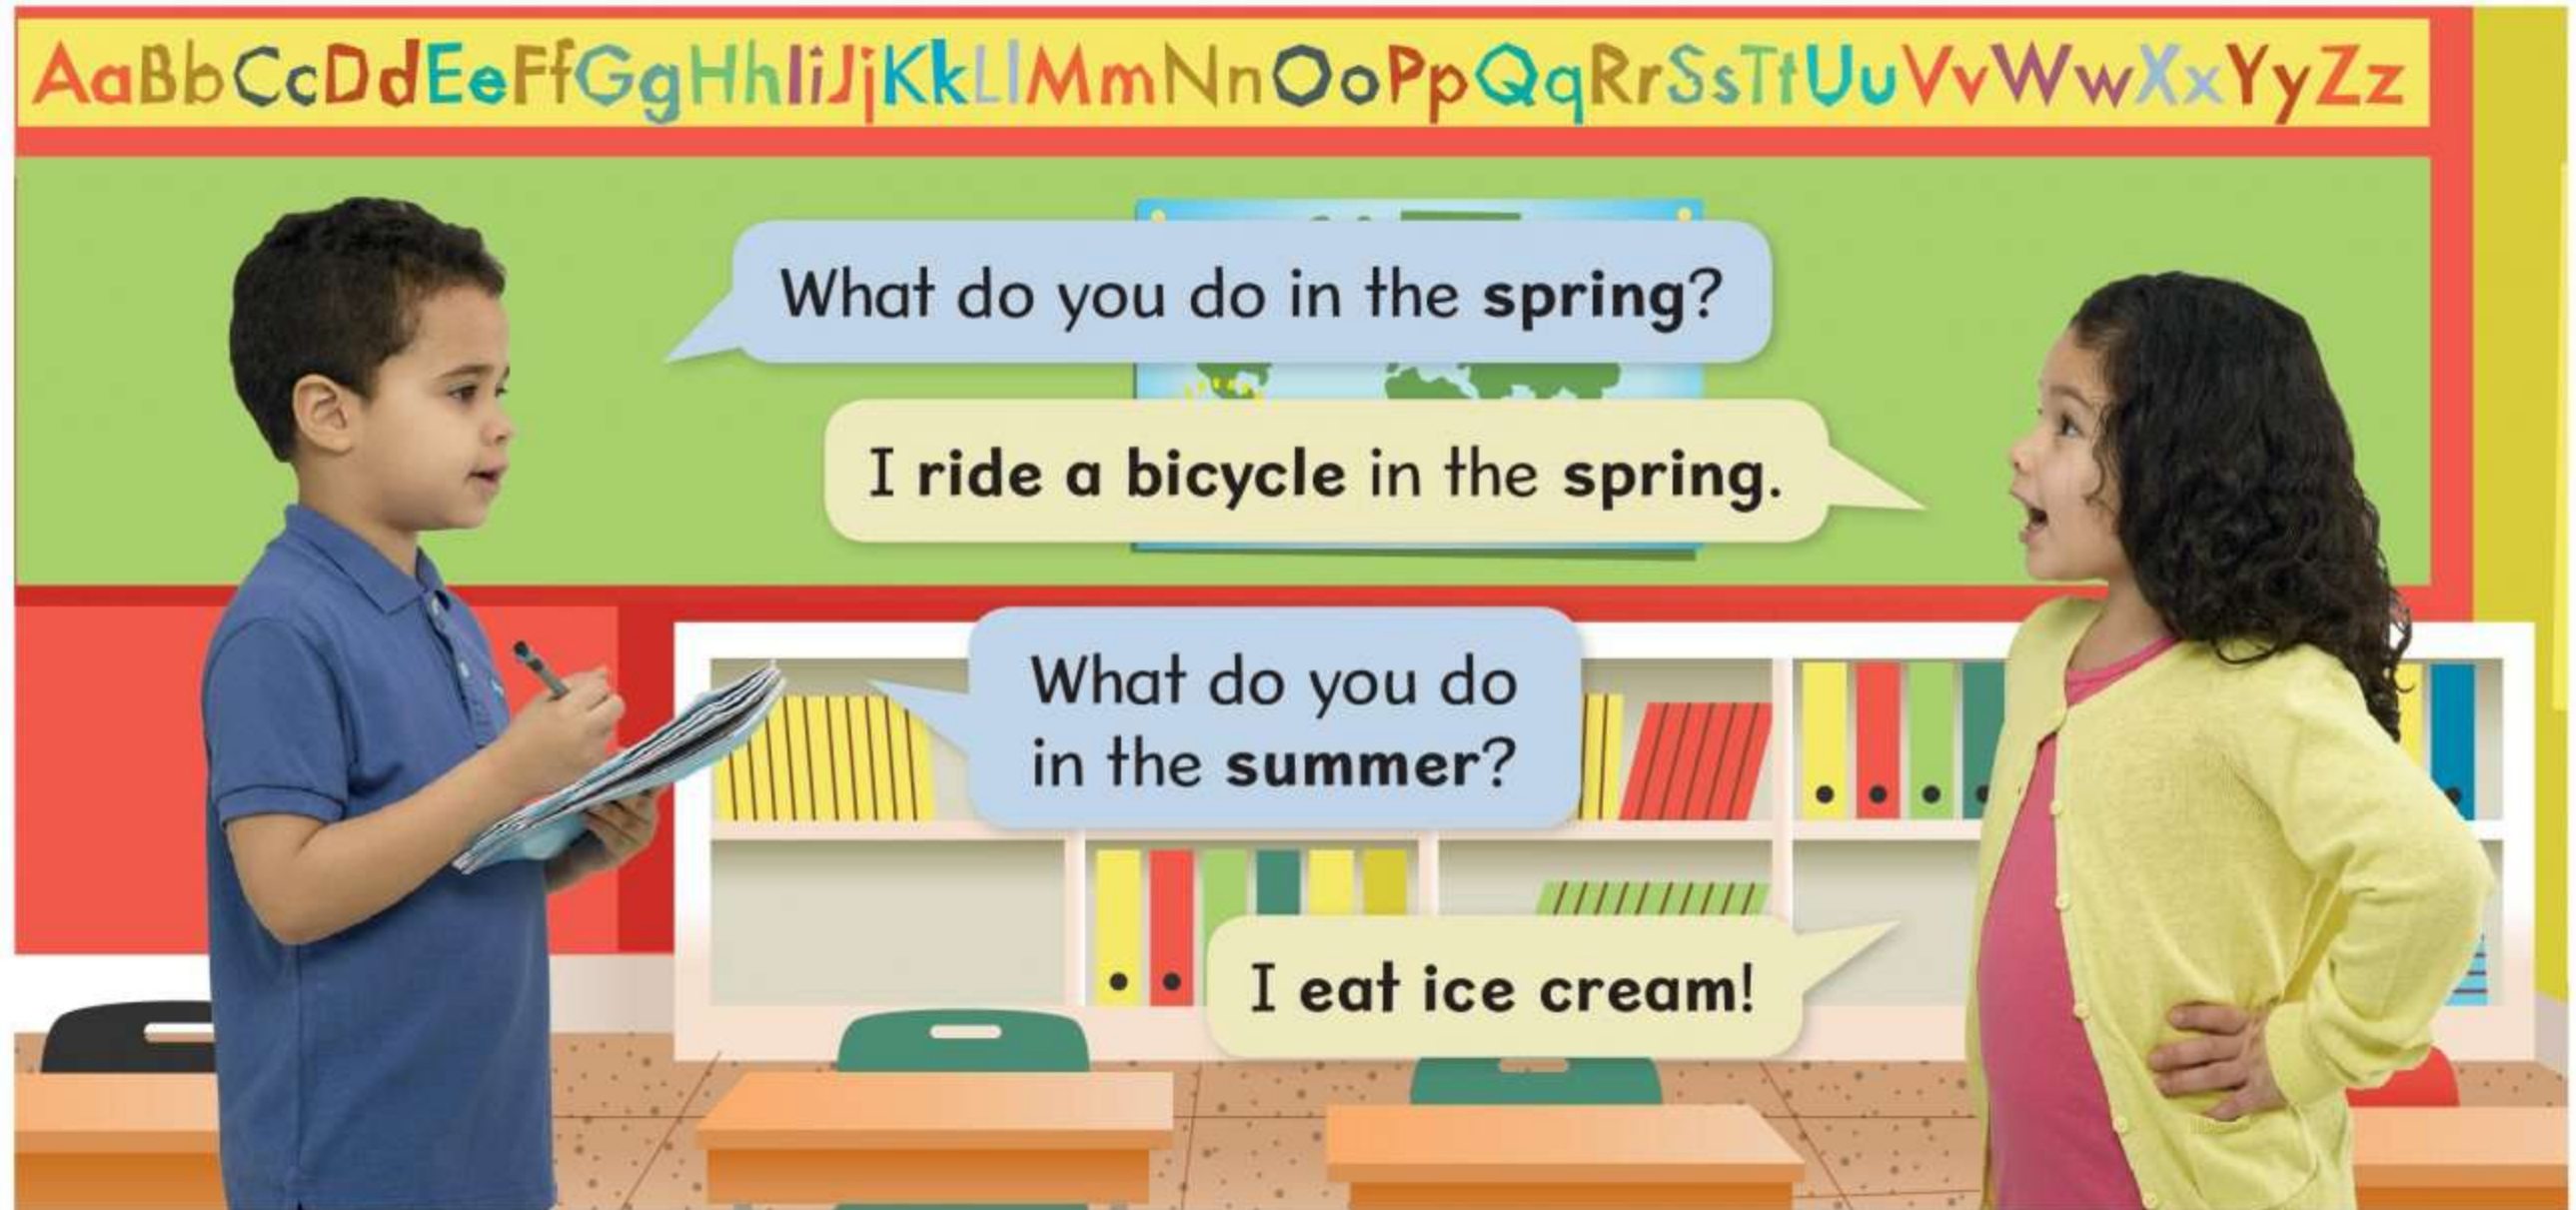 AaBbCcDdEeFfGgHhIiJjKkLlMmNnOoPpQqRrSsTtUuVvWwXxYyZz
What do you do in the spring?
I ride a bicycle in the spring.
What do you do
in the summer?
I eat ice cream!